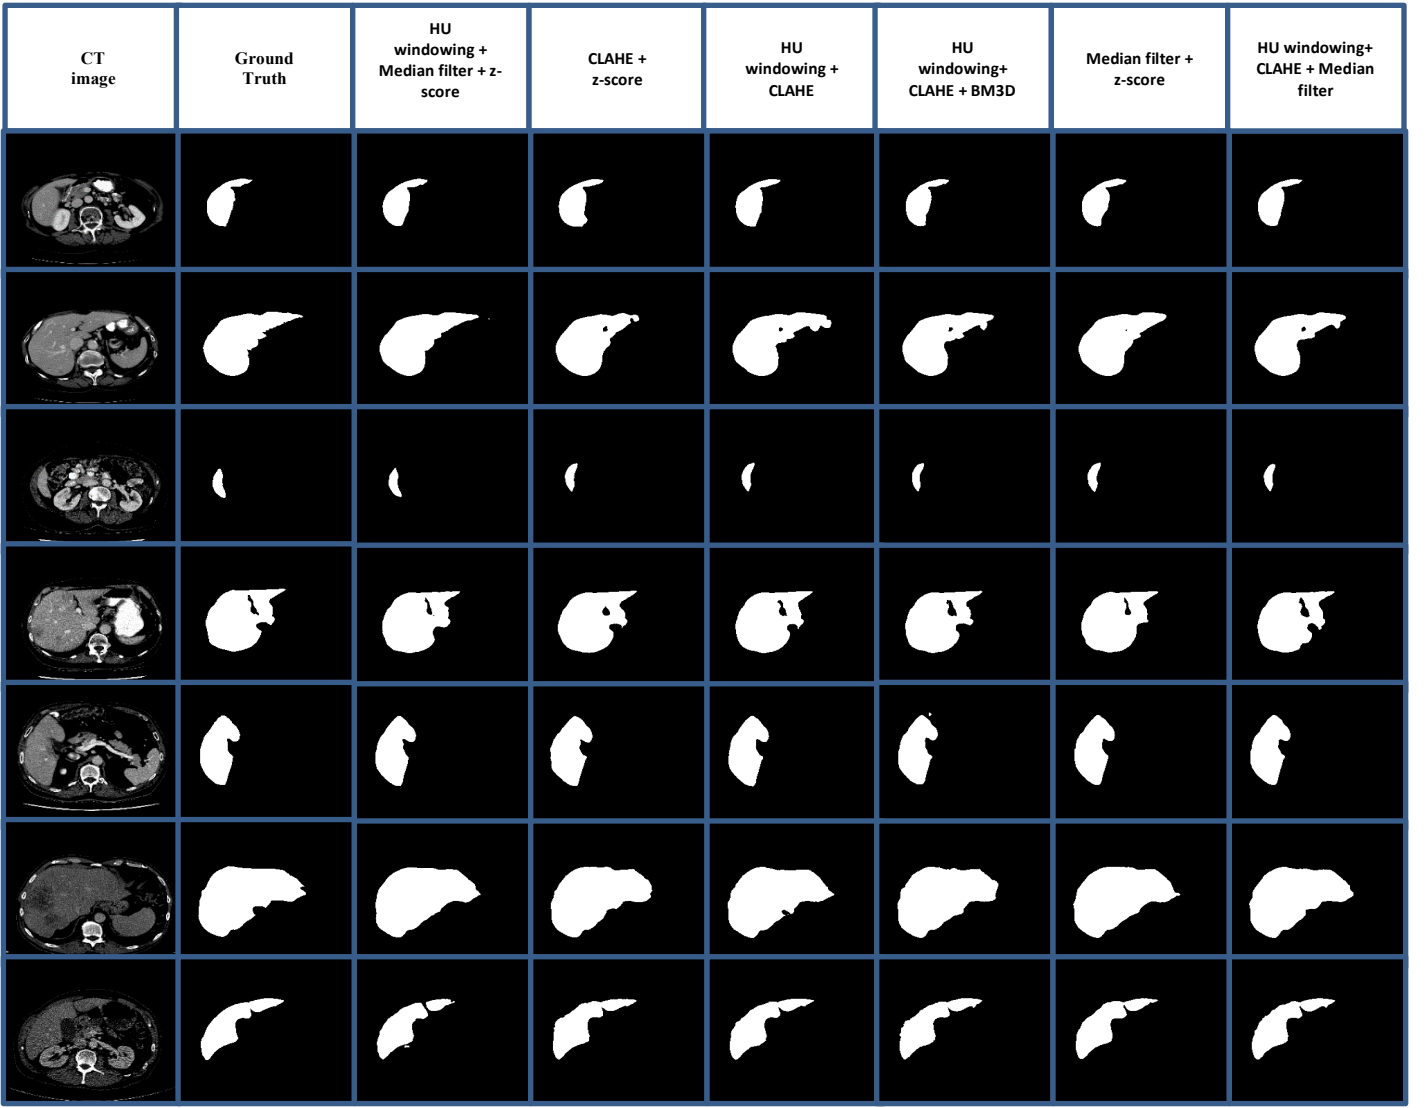 CT
image
Ground
Truth
HU
windowing +
Median filter + z-
score
CLAHE +
z-score
HU
windowing +
CLAHE
HU
windowing+
CLAHE + BM3D
Median filter +
z-score
HU windowing+
CLAHE + Median
filter